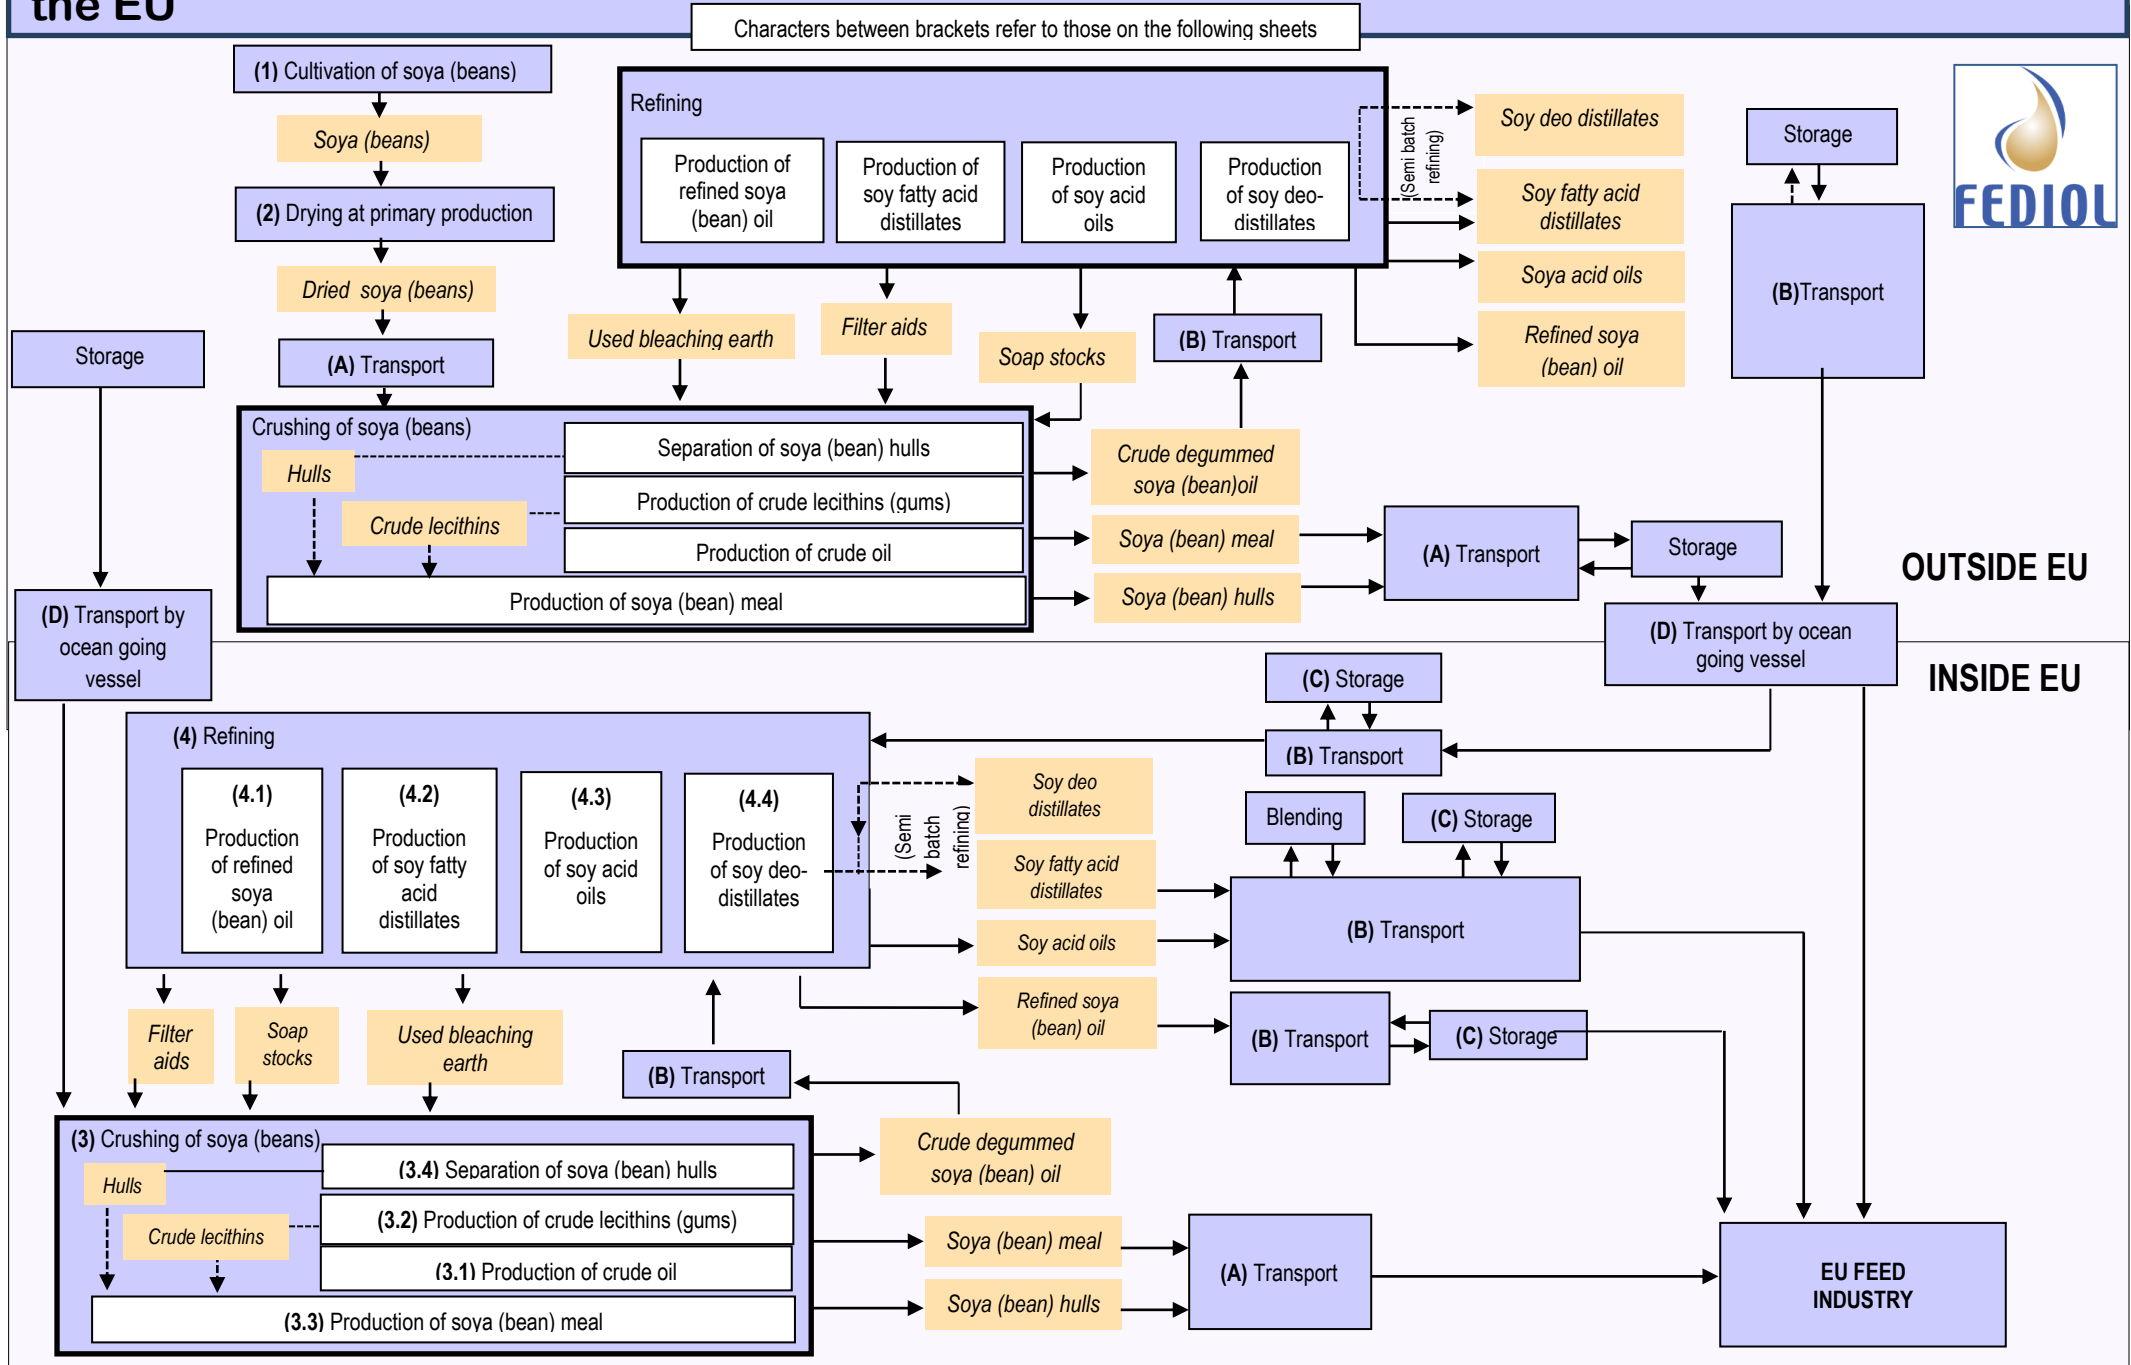 the EU
Characters between brackets refer to those on the following sheets
(1) Cultivation of soya (beans)
Soya (beans)
(2) Drying at primary production
Dried soya (beans)
(A) Transport
Storage
(D) Transport by
ocean going
vessel
Refining
Production of
refined soya
(bean) oil
Production of
soy fatty acid
distillates
Production
of soy acid
oils
Production
of soy deo-
distillates
(Semi batch
refining)
Soy deo distillates
Soy fatty acid
distillates
Soya acid oils
Refined soya
(bean) oil
Storage
(B)Transport
FEDIOL
Used bleaching earth
Filter aids
Soap stocks
(B) Transport
Crushing of soya (beans)
Hulls
Crude lecithins
Separation of soya (bean) hulls
Production of crude lecithins (gums)
Production of crude oil
Production of soya (bean) meal
Crude degummed
soya (bean)oil
Soya (bean) meal
Soya (bean) hulls
(A) Transport
Storage
OUTSIDE EU
(D) Transport by ocean
going vessel
INSIDE EU
(C) Storage
(B) Transport
(4) Refining
(4.1)
Production
of refined
soya
(bean) oil
(4.2)
Production
of soy fatty
acid
distillates
(4.3)
Production
of soy acid
oils
(4.4)
Production
of soy deo-
distillates
(Semi
batch
refining)
Soy deo
distillates
Soy fatty acid
distillates
Soy acid oils
Refined soya
(bean) oil
Blending
(C) Storage
(B) Transport
(B) Transport
(C) Storage
Filter
aids
Soap
stocks
Used bleaching
earth
(B) Transport
(3) Crushing of soya (beans)
Hulls
Crude lecithins
(3.4) Separation of soya (bean) hulls
(3.2) Production of crude lecithins (gums)
(3.1) Production of crude oil
(3.3) Production of soya (bean) meal
Crude degummed
soya (bean) oil
Soya (bean) meal
Soya (bean) hulls
(A) Transport
EU FEED
INDUSTRY